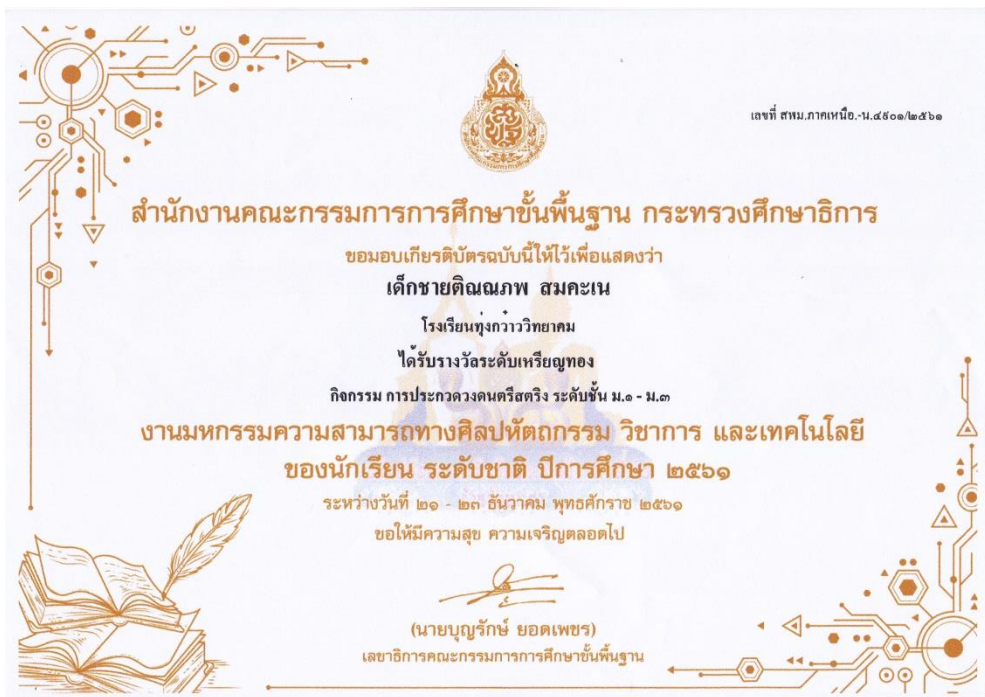 เลขที่ สพม.ภาคเหนือ.-น.๔๕๐๑/๒๕๖๑
สำนักงานคณะกรรมการการศึกษาขั้นพื้นฐาน กระทรวงศึกษาธิการ
ขอมอบเกียรติบัตรฉบับนี้ให้ไว้เพื่อแสดงว่า
เด็กชายติณณภพ สมคะเน
โรงเรียนทุ่งกว๋าววิทยาคม
ได้รับรางวัลระดับเหรียญทอง
กิจกรรม การประกวดวงดนตรีสตริง ระดับชั้น ม.๑ - ม.๓
งานมหกรรมความสามารถทางศิลปหัตถกรรม วิชาการ และเทคโนโลยี
ของนักเรียน ระดับชาติ ปีการศึกษา ๒๕๖๑
ระหว่างวันที่ ๒๑ - ๒๓ ธันวาคม พุทธศักราช ๒๕๖๑
ขอให้มีความสุข ความเจริญตลอดไป
(นายบุญรักษ์ ยอดเพชร)
เลขาธิการคณะกรรมการการศึกษาขั้นพื้นฐาน